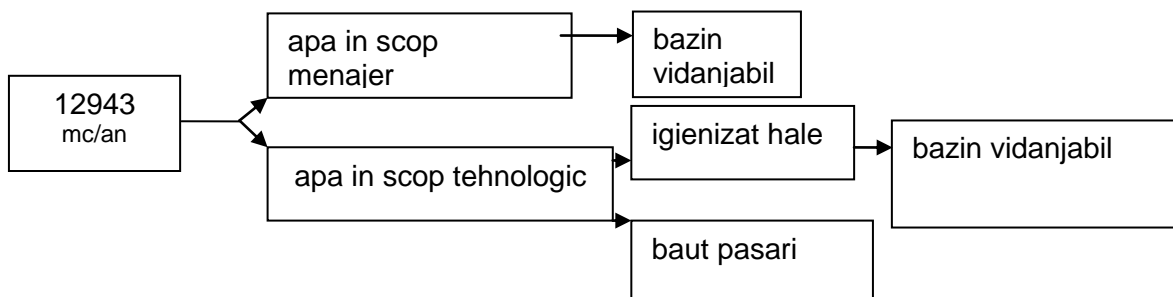 12943
mc/an
apa in scop
menajer
bazin
vidanjabil
apa in scop tehnologic
igienizat hale
bazin vidanjabil
baut pasari